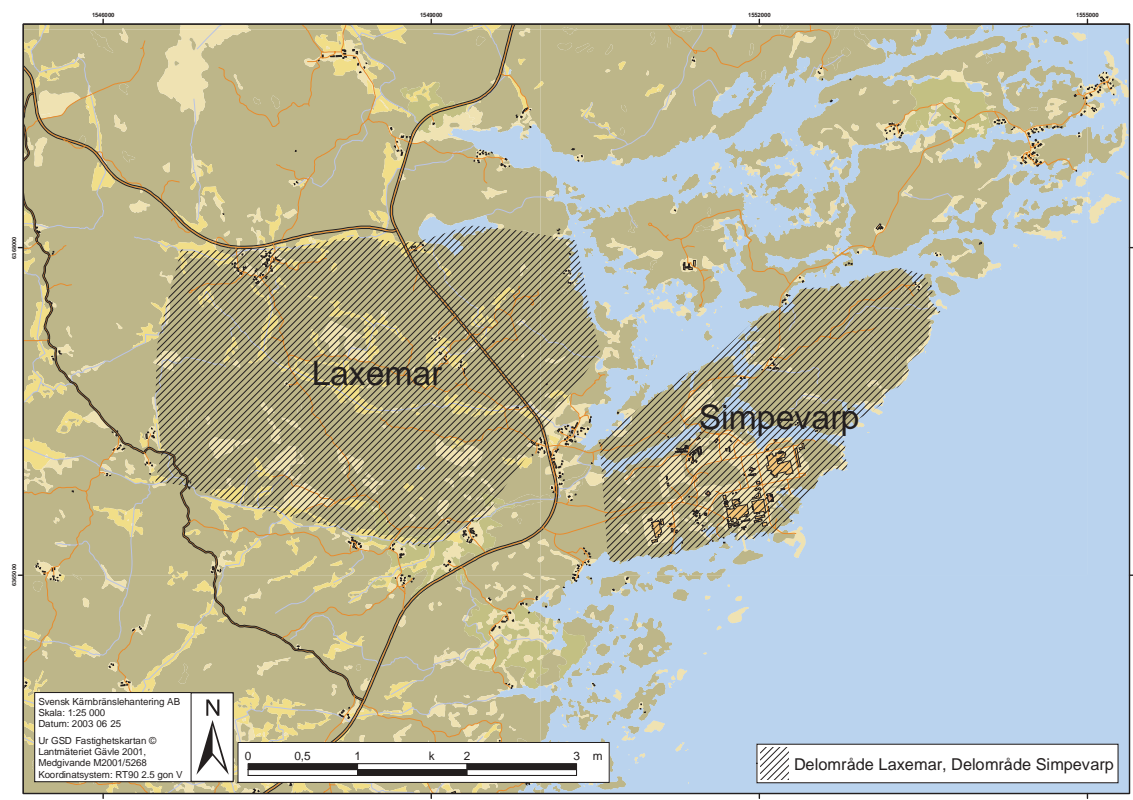 1546000 1549000 1552000 1555000
6368000
Laxemar
Simpevarp
Svensk Kärnbränslehantering AB
Skala: 1:25 000
Datum: 2003 06 25
Ur GSD Fastighetskartan ©
Lantmäteriet Gävle 2001,
Medgivande M2001/5268
Koordinatsystem: RT90 2.5 gon V
N
0 0,5 1 k 2 3 m
Delområde Laxemar, Delområde Simpevarp